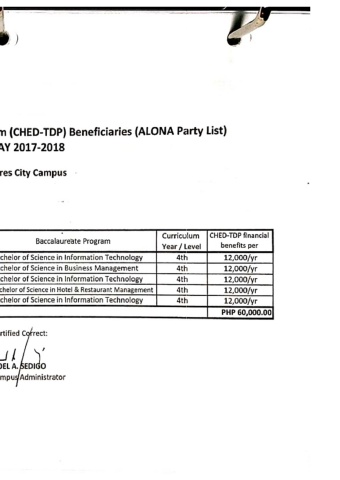 m (CHED-TDP) Beneficiaries (ALONA Party List)
AY 2017-2018
res City Campus
Baccalaureate Program Curriculum Year / Level CHED-TDP financial benefits per
chelor of Science in Information Technology 4th 12,000/yr
chelor of Science in Business Management 4th 12,000/yr
chelor of Science in Information Technology 4th 12,000/yr
chelor of Science in Hotel & Restaurant Management 4th 12,000/yr
chelor of Science in Information Technology 4th 12,000/yr
PHP 60,000.00
rtified Correct:
DEL A. SEDIGO
mpus Administrator